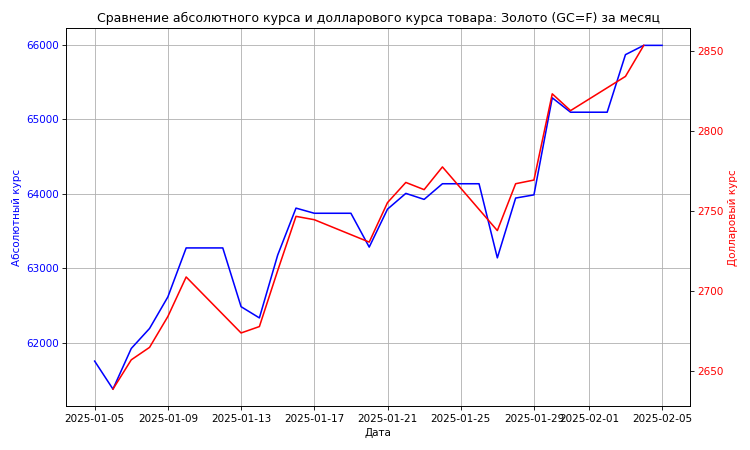 Сравнение абсолютного курса и долларового курса товара: Золото (GC=F) за месяц
66000
65000
64000
63000
62000
Абсолютный курс
2850
2800
2750
2700
2650
Долларовый курс
2025-01-05 2025-01-09 2025-01-13 2025-01-17 2025-01-21 2025-01-25 2025-01-29 2025-02-01 2025-02-05
Дата